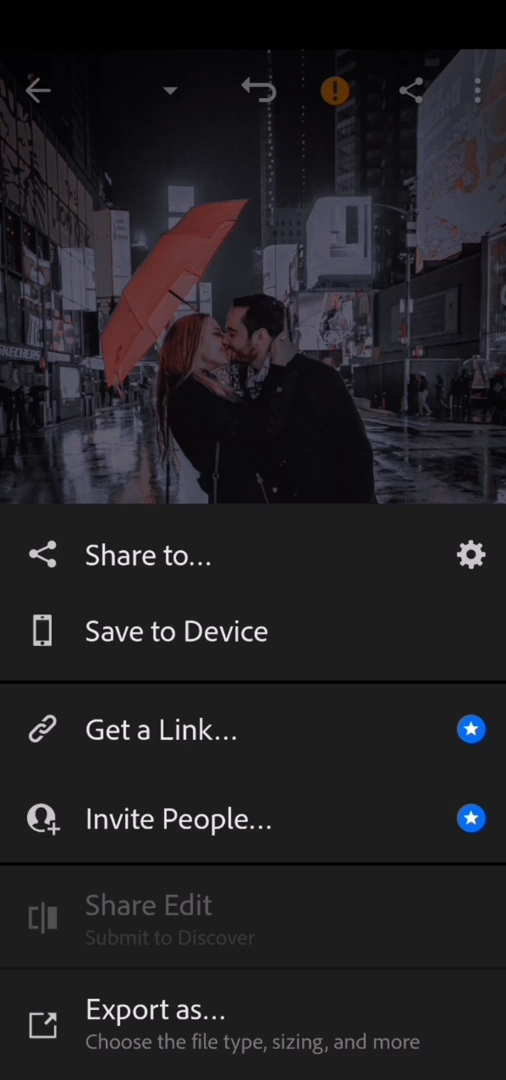 SKECHERS
Share to...
Save to Device
Get a Link...
Invite People...
Share Edit
Submit to Discover
Export as...
Choose the file type, sizing, and more